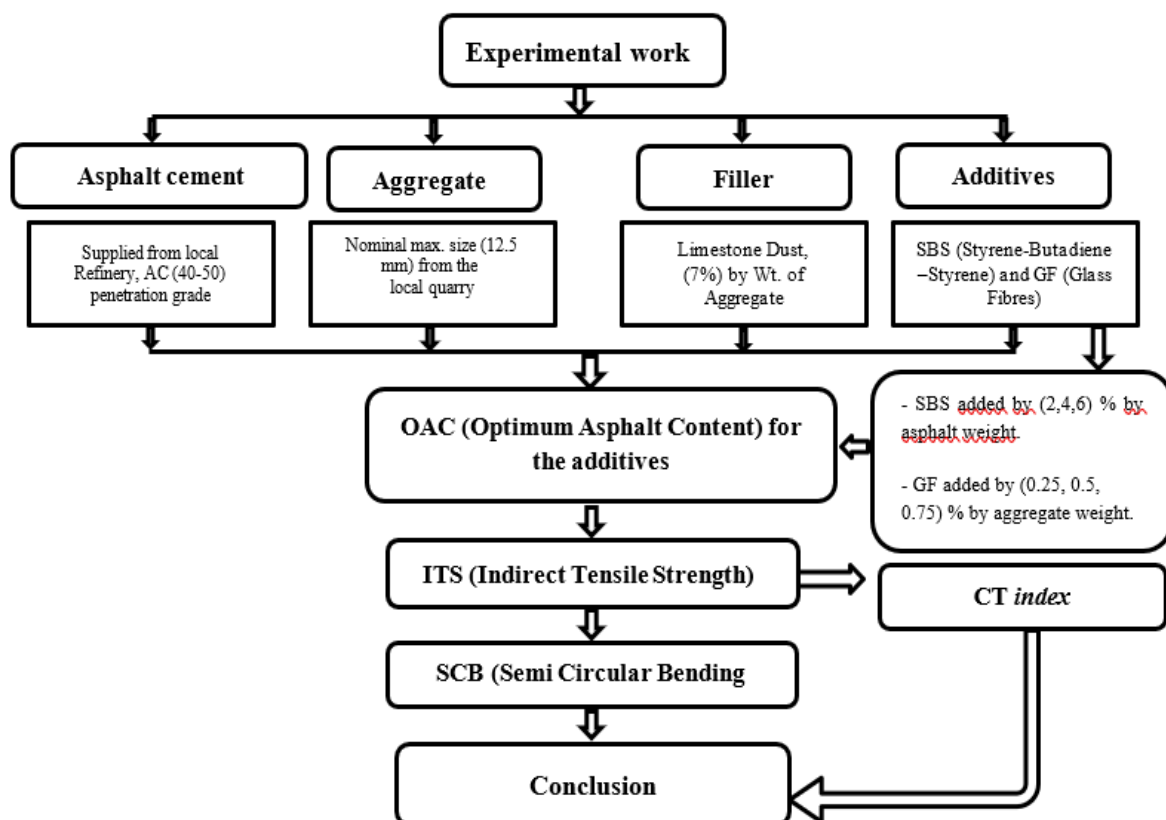 Experimental work
Asphalt cement
Aggregate
Filler
Additives
Supplied from local
Refinery, AC (40-50)
penetration grade
Nominal max. size (12.5
mm) from the
local quarry
Limestone Dust,
(7%) by Wt. of
Aggregate
SBS (Styrene-Butadiene
–Styrene) and GF (Glass
Fibres)
OAC (Optimum Asphalt Content) for
the additives
- SBS added by (2,4,6) % by
asphalt weight.
- GF added by (0.25, 0.5,
0.75) % by aggregate weight.
ITS (Indirect Tensile Strength)
CT index
SCB (Semi Circular Bending
Conclusion